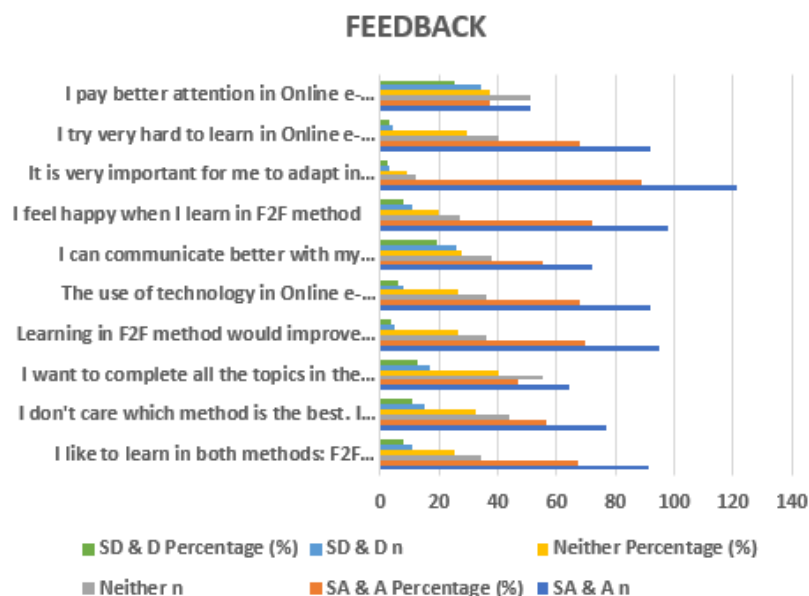 FEEDBACK
I pay better attention in Online e-...
I try very hard to learn in Online e-...
It is very important for me to adapt in...
I feel happy when I learn in F2F method
I can communicate better with my...
The use of technology in Online e-...
Learning in F2F method would improve...
I want to complete all the topics in the...
I don't care which method is the best. I...
I like to learn in both methods: F2F...
0 20 40 60 80 100 120 140
SD & D Percentage (%) SD & D n Neither Percentage (%)
Neither n SA & A Percentage (%) SA & A n